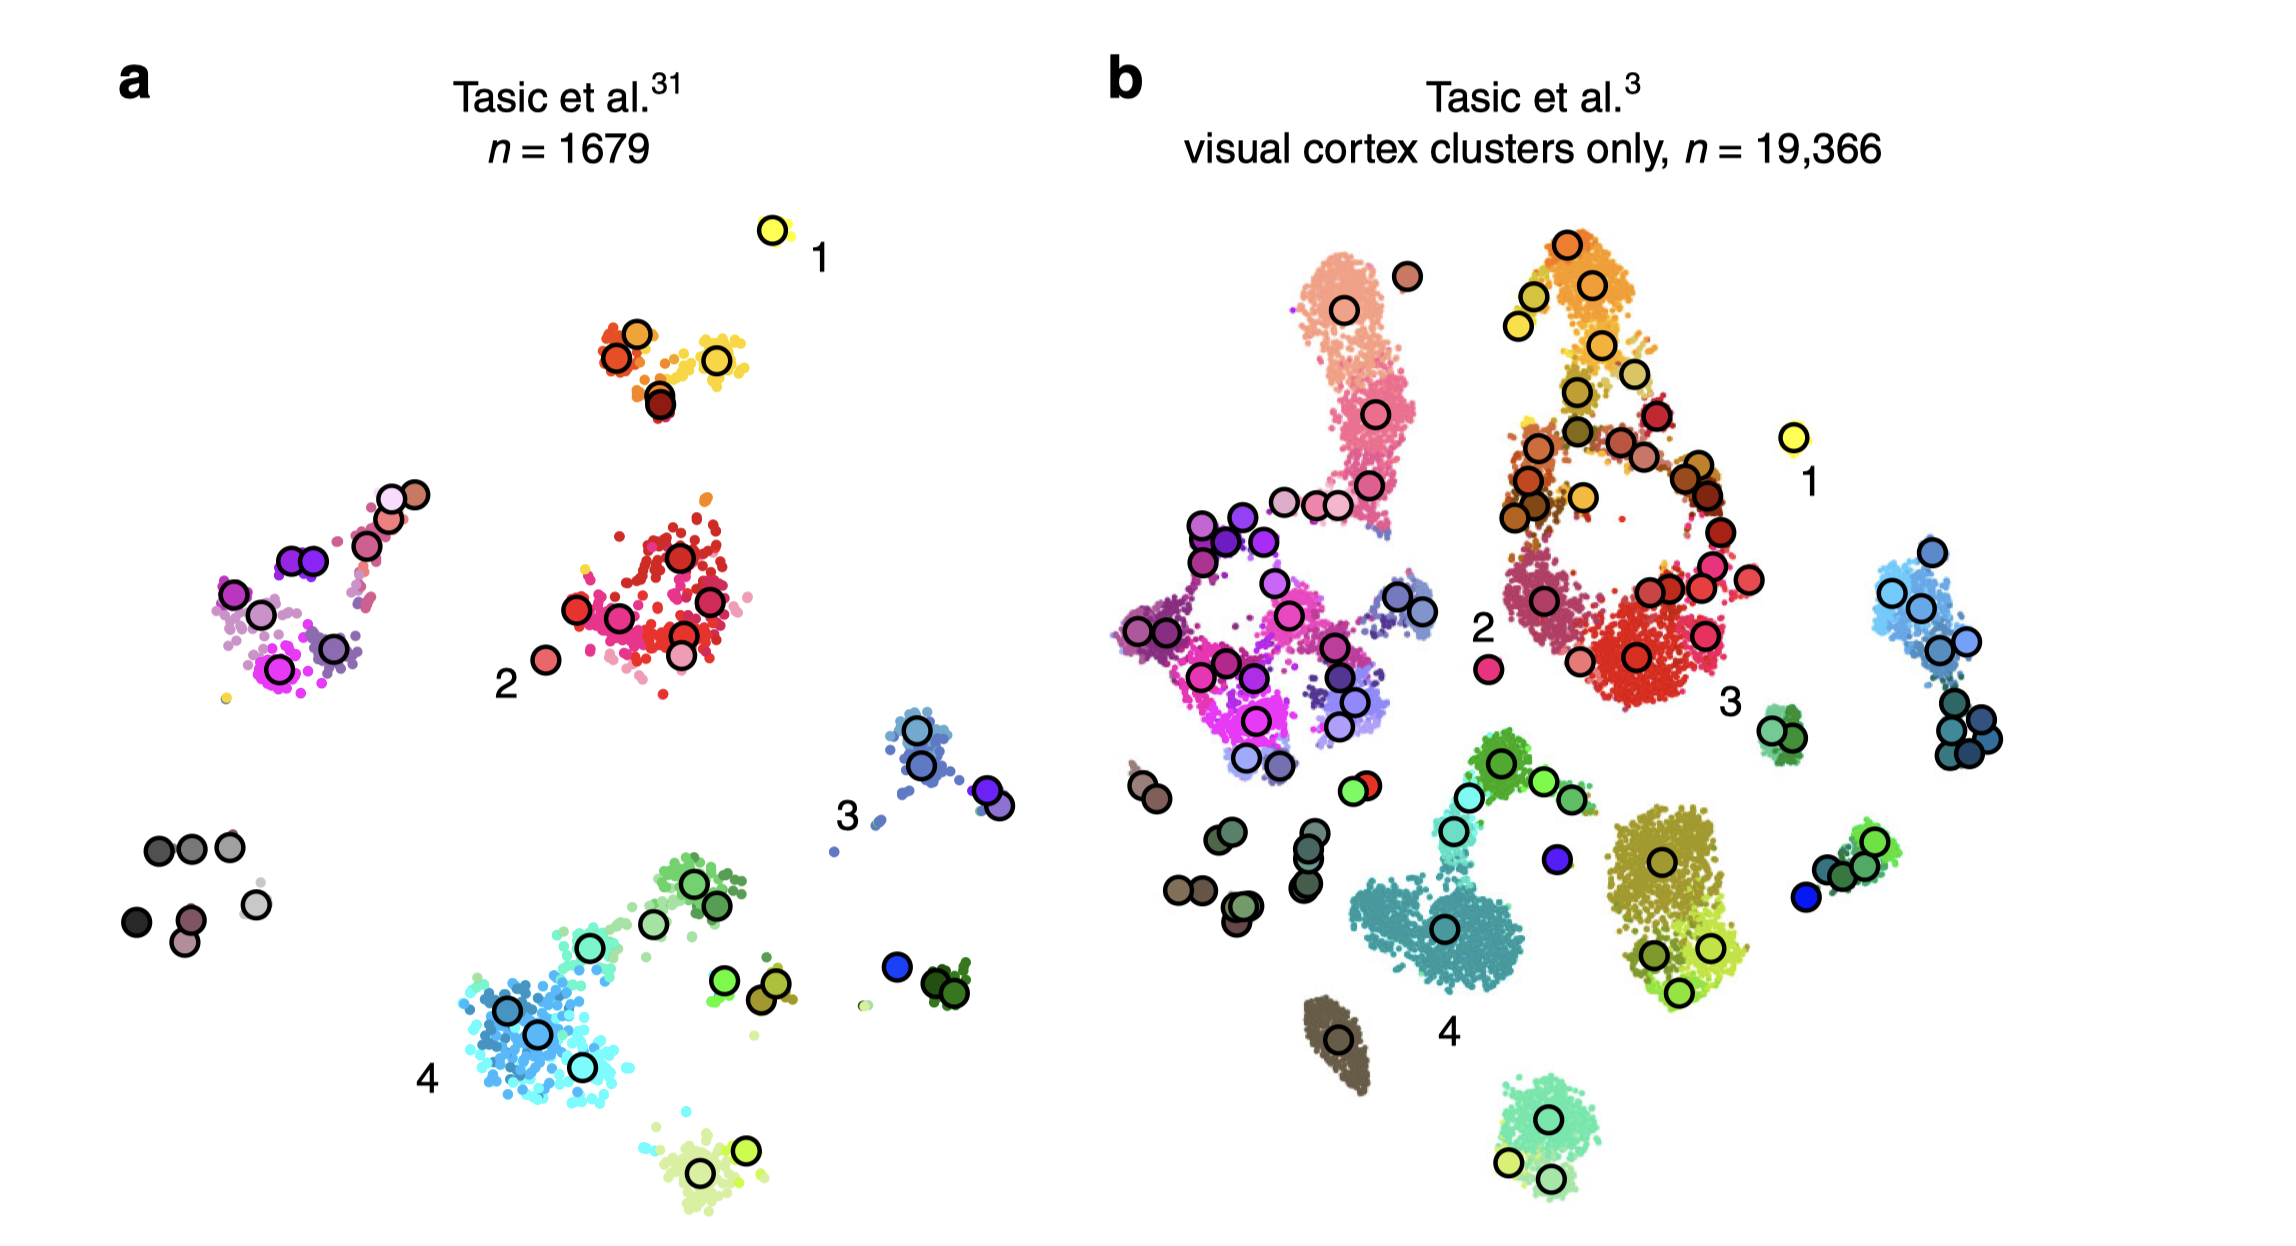 a
Tasic et al.31
n = 1679
1
2
3
4
b
Tasic et al.3
visual cortex clusters only, n = 19,366
1
2
3
4